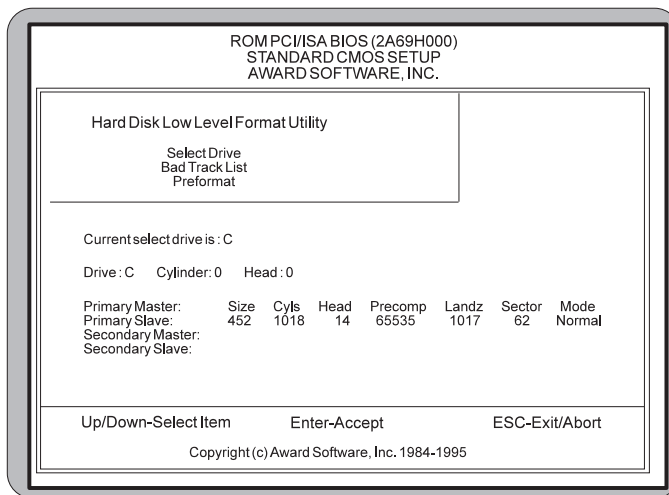 ROM PCI/ISA BIOS (2A69H000)
STANDARD CMOS SETUP
AWARD SOFTWARE, INC.
Hard Disk Low Level Format Utility
Select Drive
Bad Track List
Preformat
Current select drive is : C
Drive : C Cylinder: 0 Head : 0
Primary Master: Size Cyls Head Precomp Landz Sector Mode
Primary Slave: 452 1018 14 65535 1017 62 Normal
Secondary Master:
Secondary Slave:
Up/Down-Select Item Enter-Accept ESC-Exit/Abort
Copyright (c) Award Software, Inc. 1984-1995